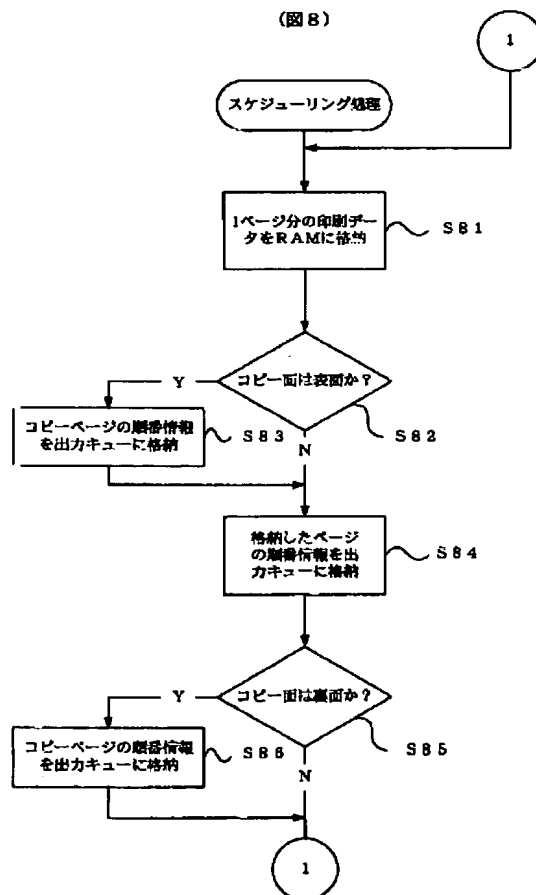 (図8)
1
スケジューリング処理
1ページ分の印刷デー
タをRAMに格納
S81
コピー面は表面か?
Y
S82
コピーページの順番情報
を出力キューに格納
S83
N
格納したページ
の順番情報を出
力キューに格納
S84
コピー面は裏面か?
Y
S85
コピーページの順番情報
を出力キューに格納
S86
N
1